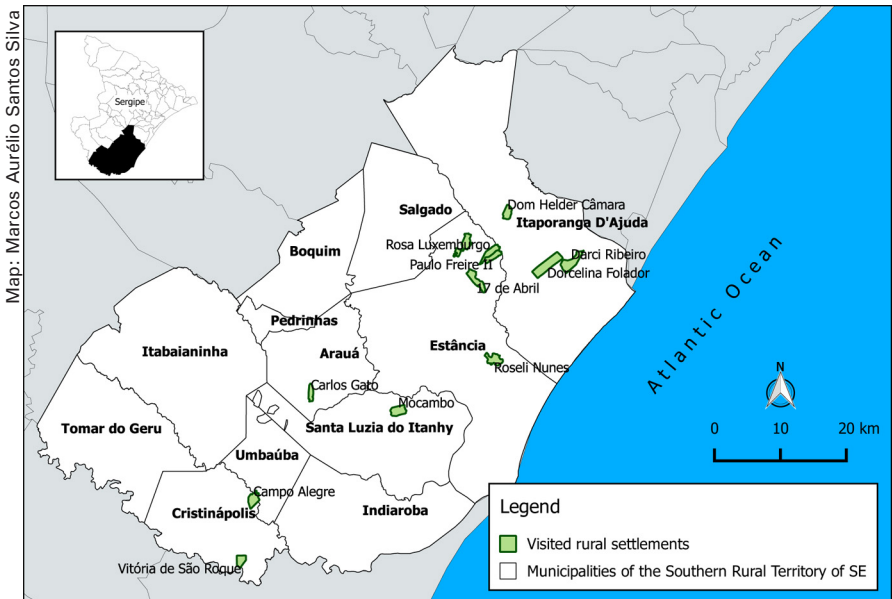 Map: Marcos Aurélio Santos Silva
Sergipe
Dom Helder Câmara
Salgado
Itaporanga D'Ajuda
Rosa Luxemburgo
Boquim
Darci Ribeiro
Paulo Freire II
Dorcelina Folador
17 de Abril
Atlantic Ocean
Pedrinhas
Estância
Itabaianinha
Arauá
Roseli Nunes
N
Carlos Gato
Mocambo
Tomar do Geru
Santa Luzia do Itanhy
0 10 20 km
Umbaúba
Campo Alegre
Cristinápolis
Indiaroba
Legend
Visited rural settlements
Vitória de São Roque
Municipalities of the Southern Rural Territory of SE